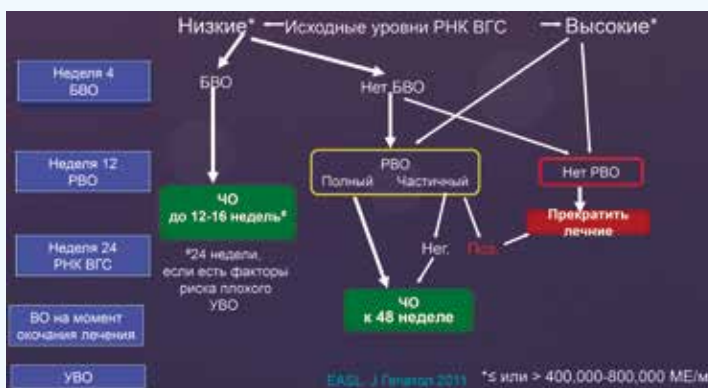 Низкие* Исходные уровни РНК ВГС Высокие*
Неделя 4
БВО
БВО
Нет БВО
Неделя 12
РВО
РВО
Полный Частичный
Нет РВО
ЧО
до 12-16 недель#
Прекратить
лечние
Неделя 24
РНК ВГС
#24 недели,
если есть факторы
риска плохого
УВО
Нег.
Поз.
ЧО
к 48 неделе
ВО на момент
окочания лечения
УВО
EASL. J Гепатол 2011
*≤ или > 400,000-800,000 МЕ/м